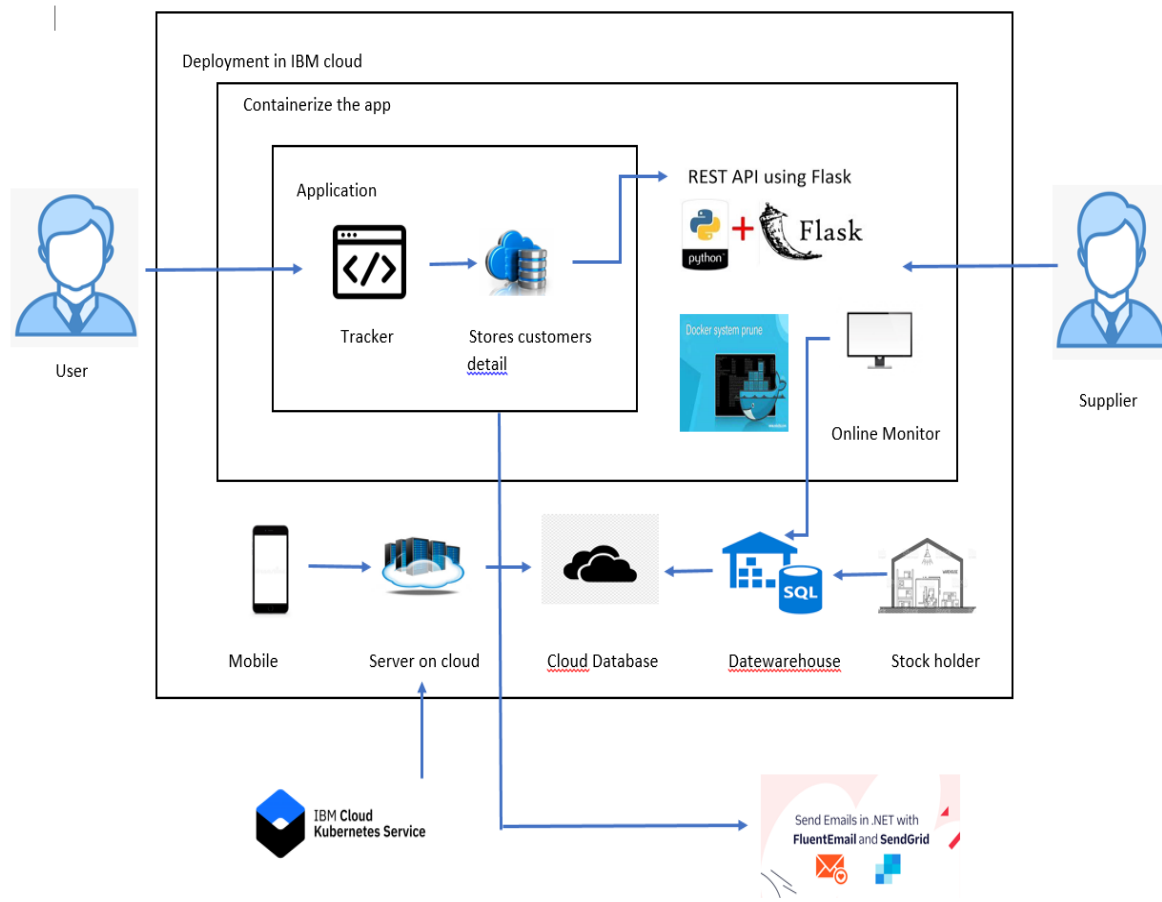 Deployment in IBM cloud
Containerize the app
Application
REST API using Flask
python
+
Flask
Tracker
Stores customers
detail
Docker system prune
Online Monitor
User
Supplier
SQL
Mobile
Server on cloud
Cloud Database
Datewarehouse
Stock holder
IBM Cloud
Kubernetes Service
Send Emails in .NET with
FluentEmail and SendGrid